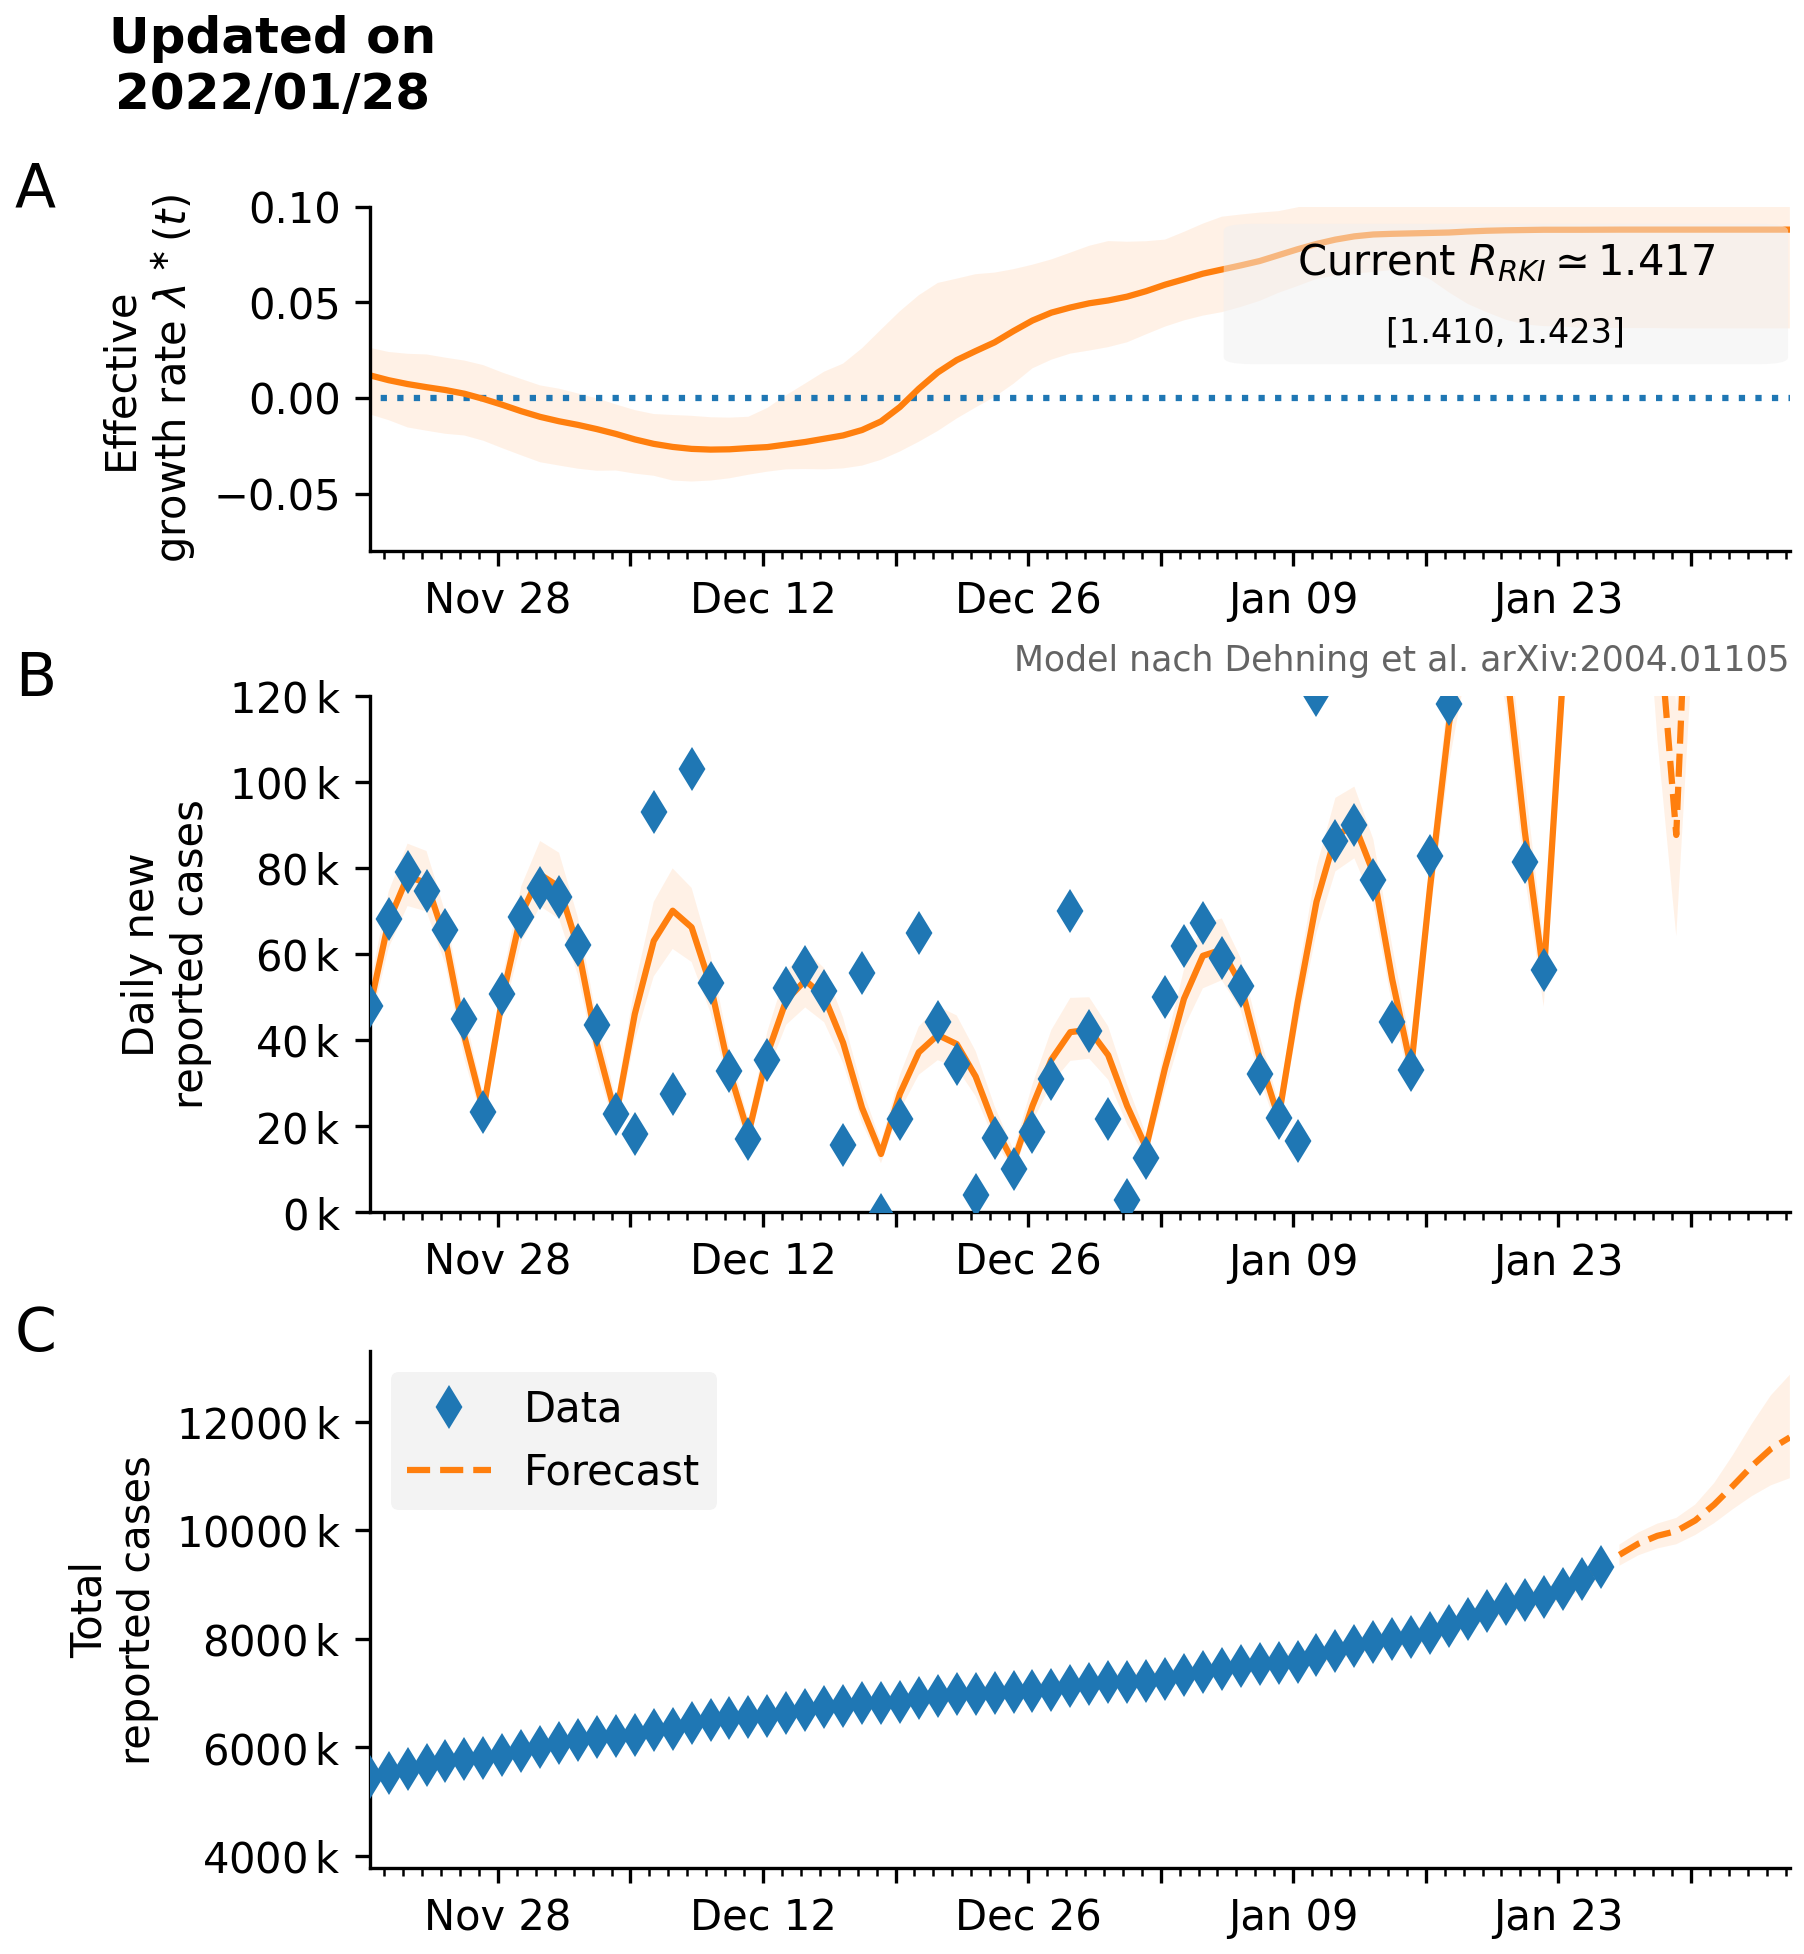 Updated on
2022/01/28
A
Effective
growth rate λ * (t)
0.10
0.05
0.00
−0.05
Current R_RKI ≃ 1.417
[1.410, 1.423]
Nov 28 Dec 12 Dec 26 Jan 09 Jan 23
Model nach Dehning et al. arXiv:2004.01105
B
Daily new
reported cases
120 k
100 k
80 k
60 k
40 k
20 k
0 k
Nov 28 Dec 12 Dec 26 Jan 09 Jan 23
C
Total
reported cases
12000 k
10000 k
8000 k
6000 k
4000 k
Data
Forecast
Nov 28 Dec 12 Dec 26 Jan 09 Jan 23